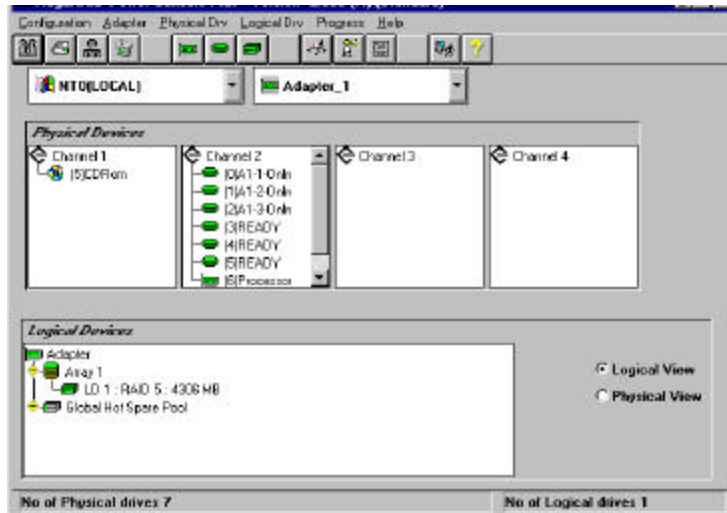 Configuration Adapter Physical Drv Logical Drv Progress Help
NT0(LOCAL) Adapter_1
Physical Devices
Channel 1
(5)CDRom
Channel 2
(0)A1-1-Onln
(1)A1-2-Onln
(2)A1-3-Onln
(3)READY
(4)READY
(5)READY
(6)Processor
Channel 3
Channel 4
Logical Devices
Adapter
Array 1
LD 1 : RAID 5 : 4306 MB
Global Hot Spare Pool
Logical View
Physical View
No of Physical drives 7
No of Logical drives 1